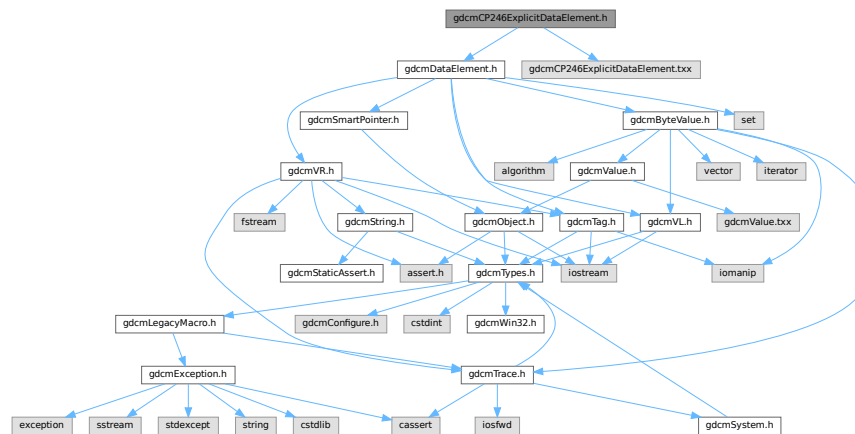 gdcmCP246ExplicitDataElement.h
gdcmDataElement.h
gdcmCP246ExplicitDataElement.txx
gdcmSmartPointer.h
gdcmByteValue.h
set
gdcmVR.h
algorithm
gdcmValue.h
vector
iterator
fstream
gdcmString.h
gdcmObject.h
gdcmTag.h
gdcmVL.h
gdcmValue.txx
gdcmStaticAssert.h
assert.h
gdcmTypes.h
iostream
iomanip
gdcmLegacyMacro.h
gdcmConfigure.h
cstdint
gdcmWin32.h
gdcmException.h
gdcmTrace.h
exception
sstream
stdexcept
string
cstdlib
cassert
iosfwd
gdcmSystem.h